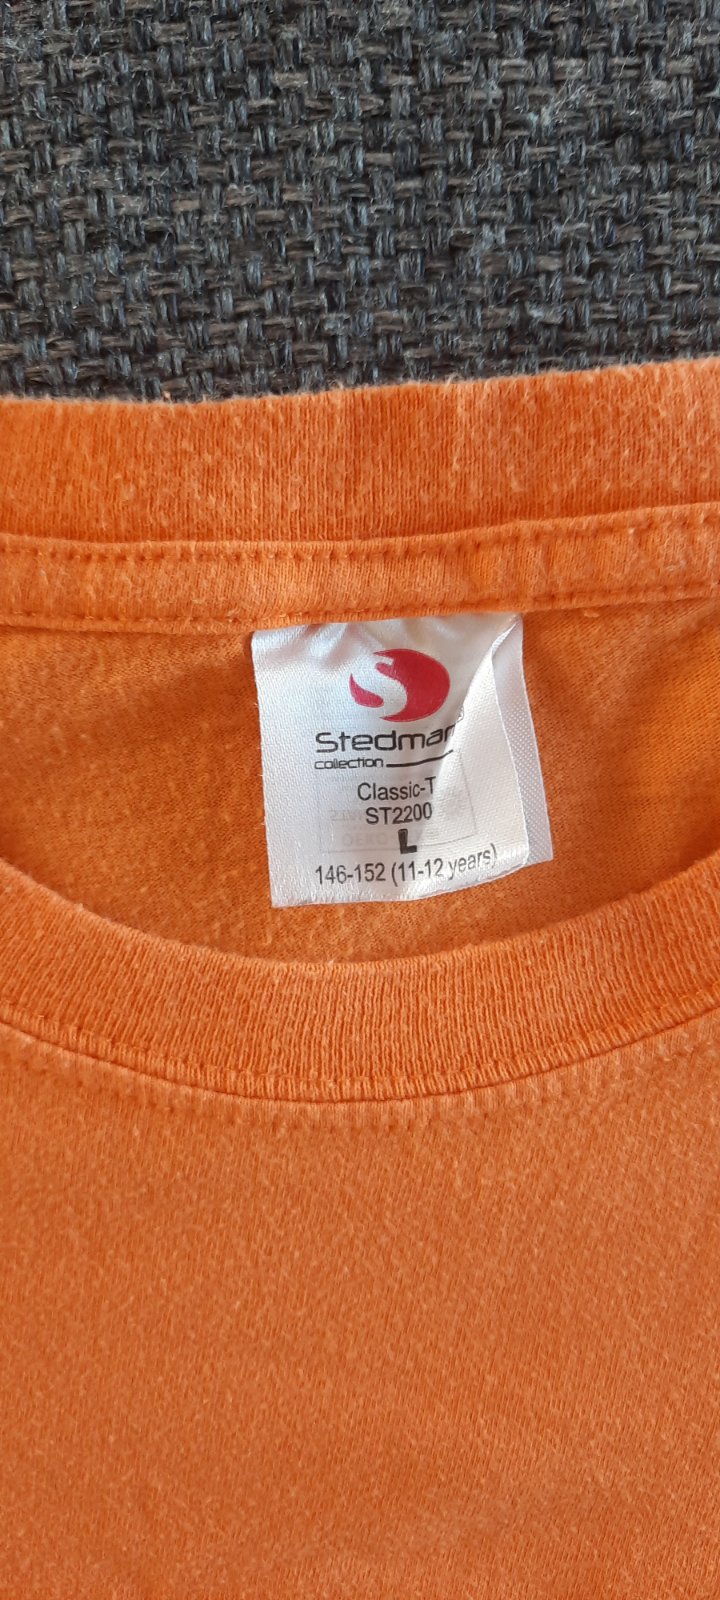 S
Stedman
collection
Classic-T
ST2200
L
146-152 (11-12 years)